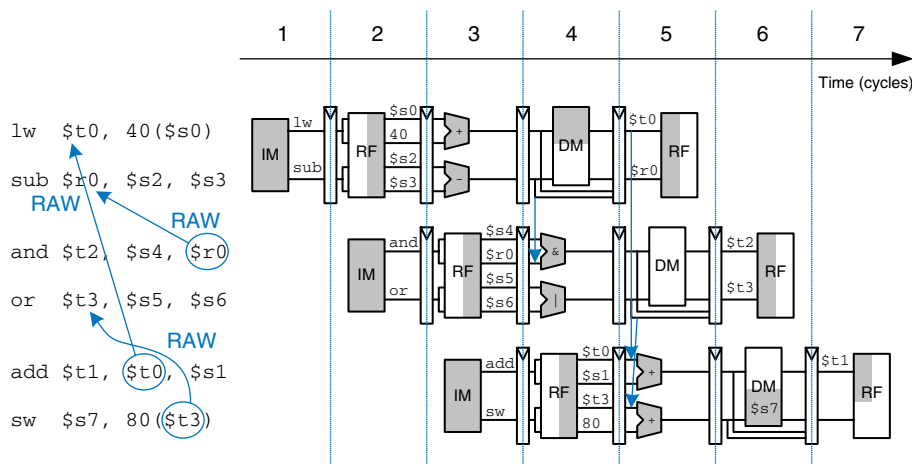 1 2 3 4 5 6 7
Time (cycles)
lw $t0, 40($s0)
sub $r0, $s2, $s3
RAW
RAW
and $t2, $s4, $r0
or $t3, $s5, $s6
RAW
add $t1, $t0, $s1
sw $s7, 80($t3)
IM
lw
sub
RF
$s0
40
$s2
$s3
+
-
DM
$t0
$r0
RF
IM
and
or
RF
$s4
$r0
$s5
$s6
&
|
DM
$t2
$t3
RF
IM
add
sw
RF
$t0
$s1
$t3
80
+
+
DM
$s7
$t1
RF